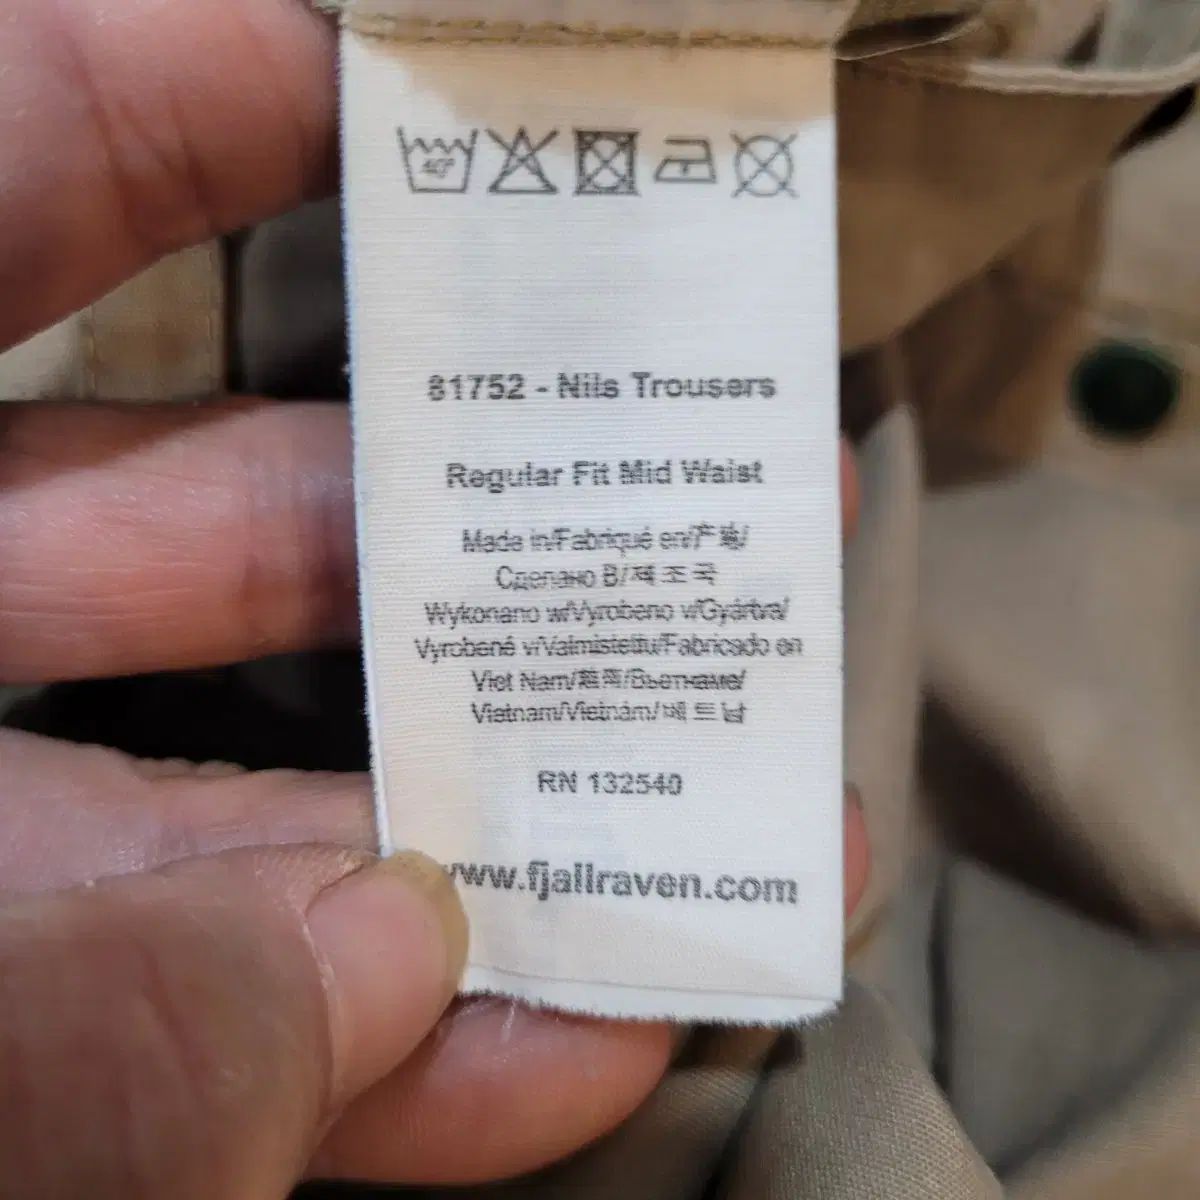 40°
81752 - Nils Trousers
Regular Fit Mid Waist
Made in/Fabriqué en/产地/
Сделано В/제조국
Wykonano w/Vyrobeno v/Gyártva/
Vyrobené v/Valmistettu/Fabricado en
Viet Nam/越南/Вьетнаме/
Vietnam/Vietnám/베트남
RN 132540
www.fjallraven.com